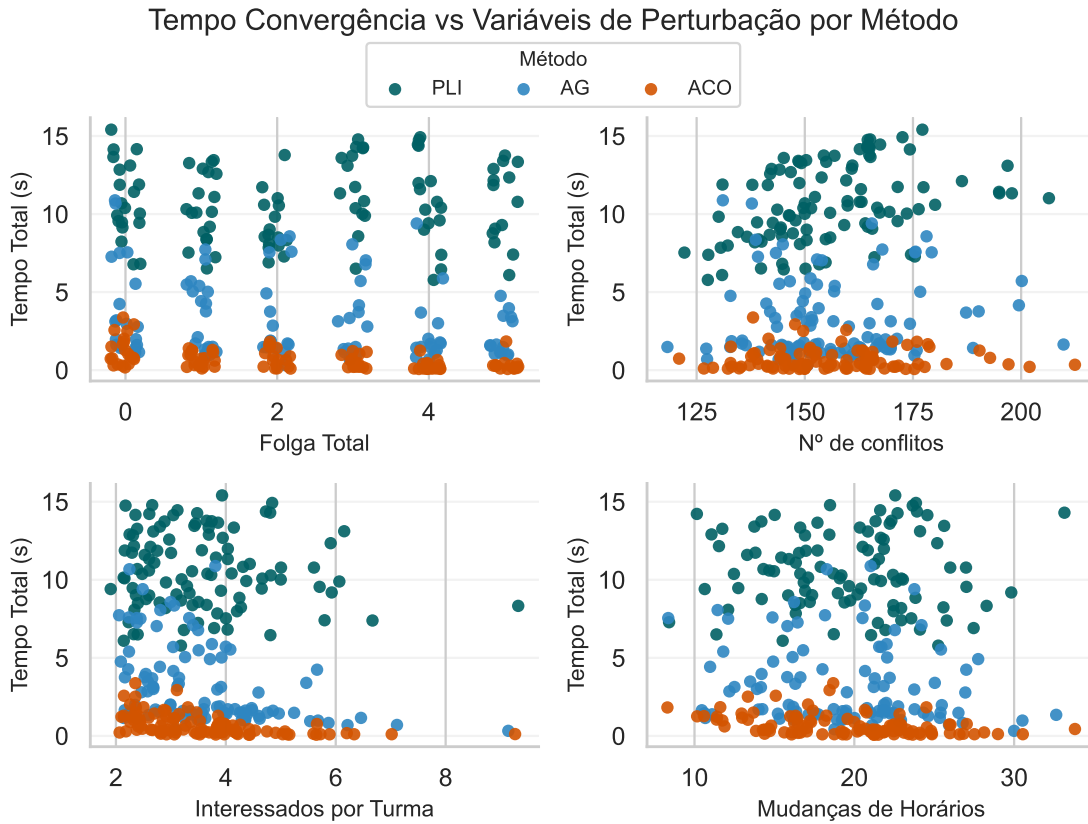 Tempo Convergência vs Variáveis de Perturbação por Método
Método
PLI AG ACO
Tempo Total (s)
15
10
5
0
0 2 4
Folga Total
Tempo Total (s)
15
10
5
0
125 150 175 200
Nº de conflitos
Tempo Total (s)
15
10
5
0
2 4 6 8
Interessados por Turma
Tempo Total (s)
15
10
5
0
10 20 30
Mudanças de Horários